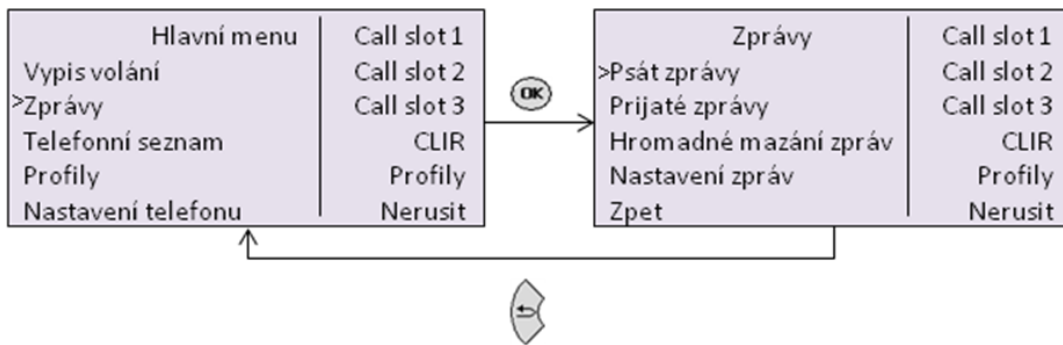 Hlavní menu
Call slot 1
Vypis volání
Call slot 2
>Zprávy
Call slot 3
Telefonní seznam
CLIR
Profily
Profily
Nastavení telefonu
Nerusit
OK
Zprávy
Call slot 1
>Psát zprávy
Call slot 2
Prijaté zprávy
Call slot 3
Hromadné mazání zpráv
CLIR
Nastavení zpráv
Profily
Zpet
Nerusit